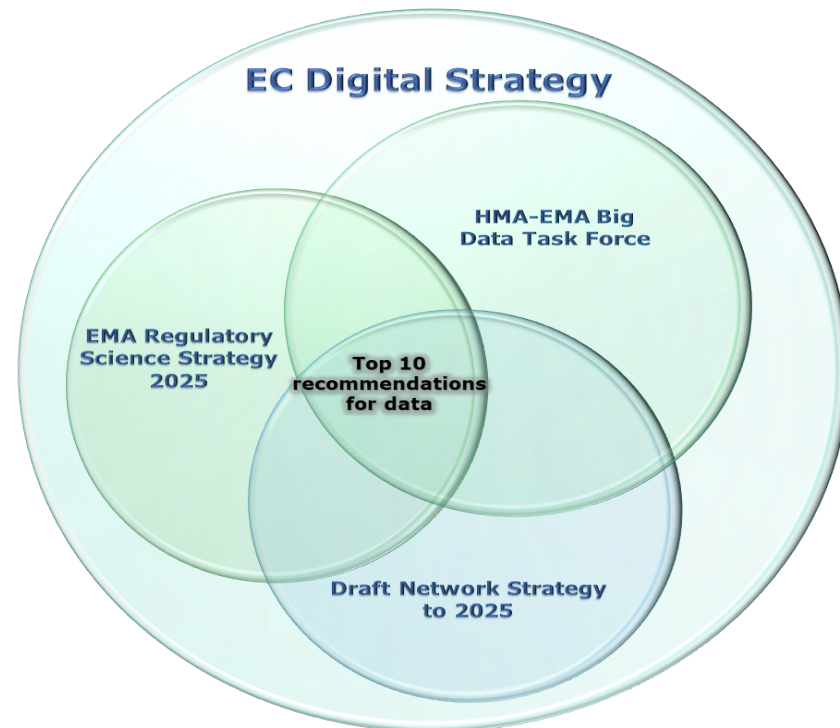 EC Digital Strategy
HMA-EMA Big
Data Task Force
EMA Regulatory
Science Strategy
2025
Top 10
recommendations
for data
Draft Network Strategy
to 2025